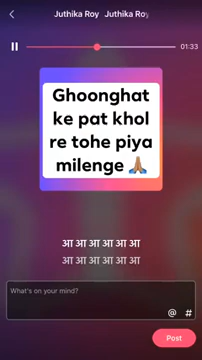 Juthika Roy Juthika Roy
01:33
Ghoonghat
ke pat khol
re tohe piya
milenge 🙏🏽
आ आ आ आ आ आ
आ आ आ आ आ आ
What's on your mind?
@ #
Post